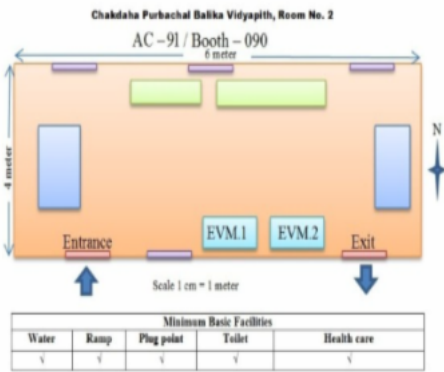 Chakdaha Purbachal Balika Vidyapith, Room No. 2
AC – 91 / Booth – 090
6 meter
4 meter
N
EVM.1 EVM.2
Entrance Exit
Scale 1 cm = 1 meter
Minimum Basic Facilities
Water Ramp Plug point Toilet Health care
√ √ √ √ √